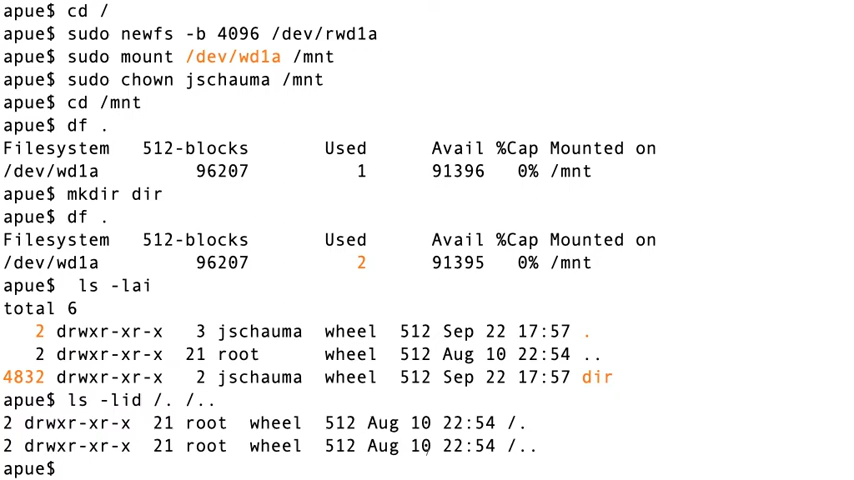 apue$ cd /
apue$ sudo newfs -b 4096 /dev/rwd1a
apue$ sudo mount /dev/wd1a /mnt
apue$ sudo chown jschauma /mnt
apue$ cd /mnt
apue$ df .
Filesystem   512-blocks        Used       Avail %Cap Mounted on
/dev/wd1a         96207           1       91396   0% /mnt
apue$ mkdir dir
apue$ df .
Filesystem   512-blocks        Used       Avail %Cap Mounted on
/dev/wd1a         96207           2       91395   0% /mnt
apue$  ls -lai
total 6
   2 drwxr-xr-x   3 jschauma  wheel  512 Sep 22 17:57 .
   2 drwxr-xr-x  21 root      wheel  512 Aug 10 22:54 ..
4832 drwxr-xr-x   2 jschauma  wheel  512 Sep 22 17:57 dir
apue$ ls -lid /. /..
2 drwxr-xr-x  21 root  wheel  512 Aug 10 22:54 /.
2 drwxr-xr-x  21 root  wheel  512 Aug 10 22:54 /..
apue$